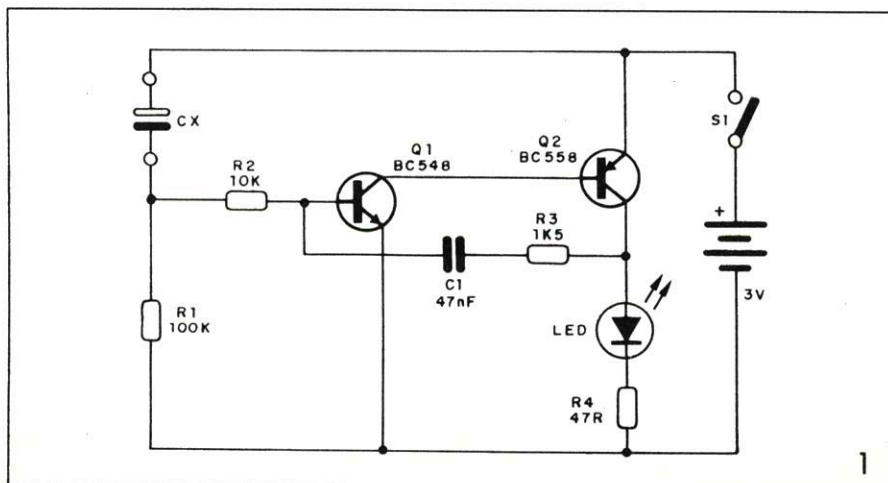 CX
R2
10K
Q1
BC548
Q2
BC558
S1
R3
1K5
C1
47nF
+
3V
R1
100K
LED
R4
47R
1